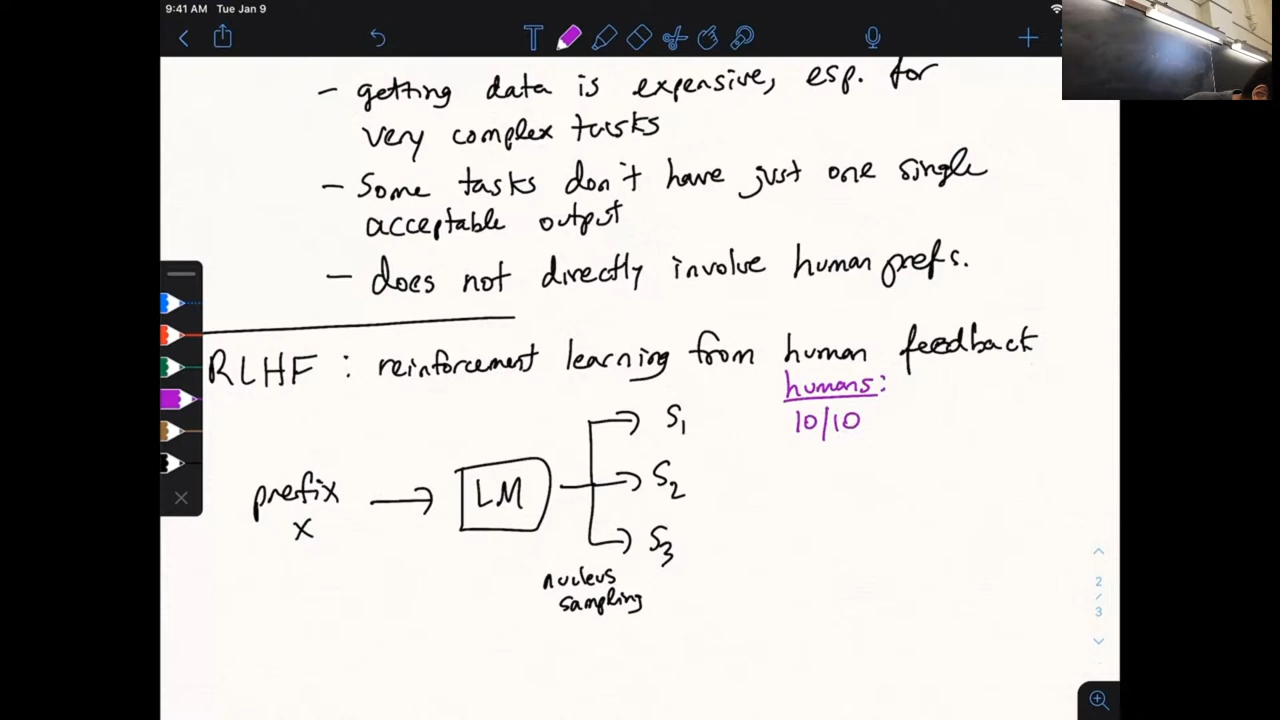 9:41 AM Tue Jan 9
- getting data is expensive, esp. for
very complex tasks
- Some tasks don't have just one single
acceptable output
- does not directly involve human prefs.
RLHF : reinforcement learning from human feedback
humans:
10/10
S1
prefix
x
LM
S2
S3
nucleus
sampling
2
/
3